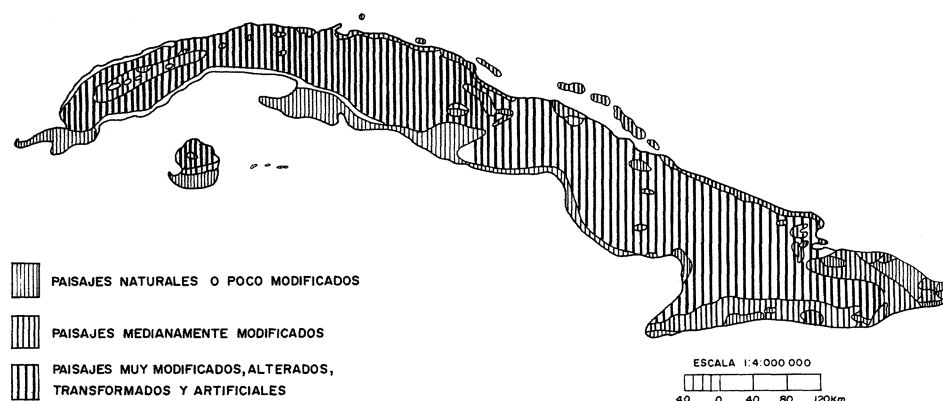 PAISAJES NATURALES O POCO MODIFICADOS
PAISAJES MEDIANAMENTE MODIFICADOS
PAISAJES MUY MODIFICADOS, ALTERADOS,
TRANSFORMADOS Y ARTIFICIALES
ESCALA 1:4:000 000
40 0 40 80 120Km